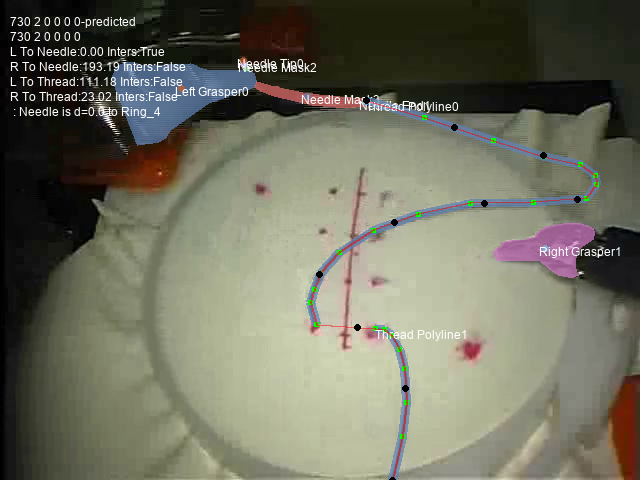 730 2 0 0 0 0-predicted
730 2 0 0 0 0
L To Needle:0.00 Inters:True
R To Needle:193.19 Inters:False
L To Thread:111.18 Inters:False
R To Thread:23.02 Inters:False
: Needle is d=0.0 to Ring_4
Needle Tip0
Needle Mask2
Left Grasper0
Thread Polyline0
Right Grasper1
Thread Polyline1